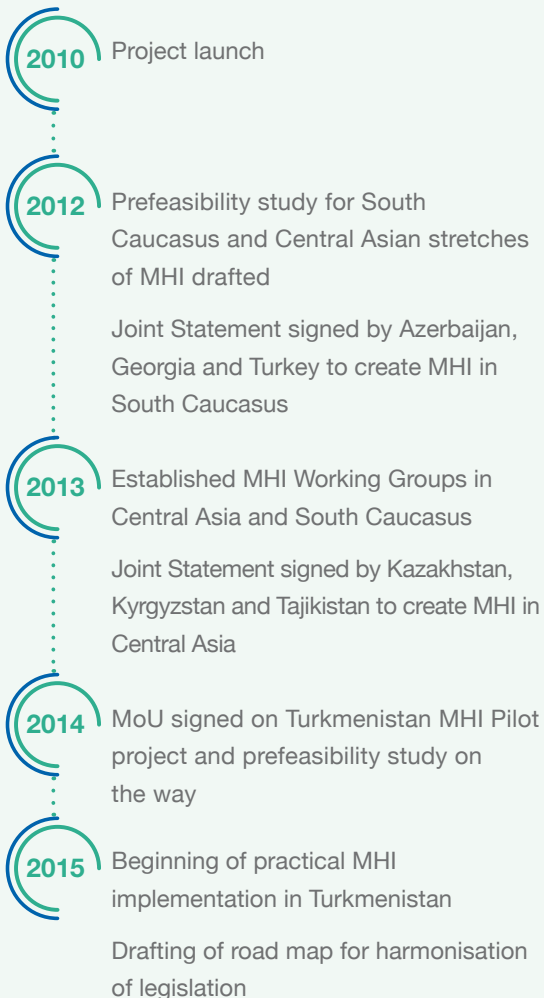 2010
Project launch
2012
Prefeasibility study for South
Caucasus and Central Asian stretches
of MHI drafted
Joint Statement signed by Azerbaijan,
Georgia and Turkey to create MHI in
South Caucasus
2013
Established MHI Working Groups in
Central Asia and South Caucasus
Joint Statement signed by Kazakhstan,
Kyrgyzstan and Tajikistan to create MHI in
Central Asia
2014
MoU signed on Turkmenistan MHI Pilot
project and prefeasibility study on
the way
2015
Beginning of practical MHI
implementation in Turkmenistan
Drafting of road map for harmonisation
of legislation